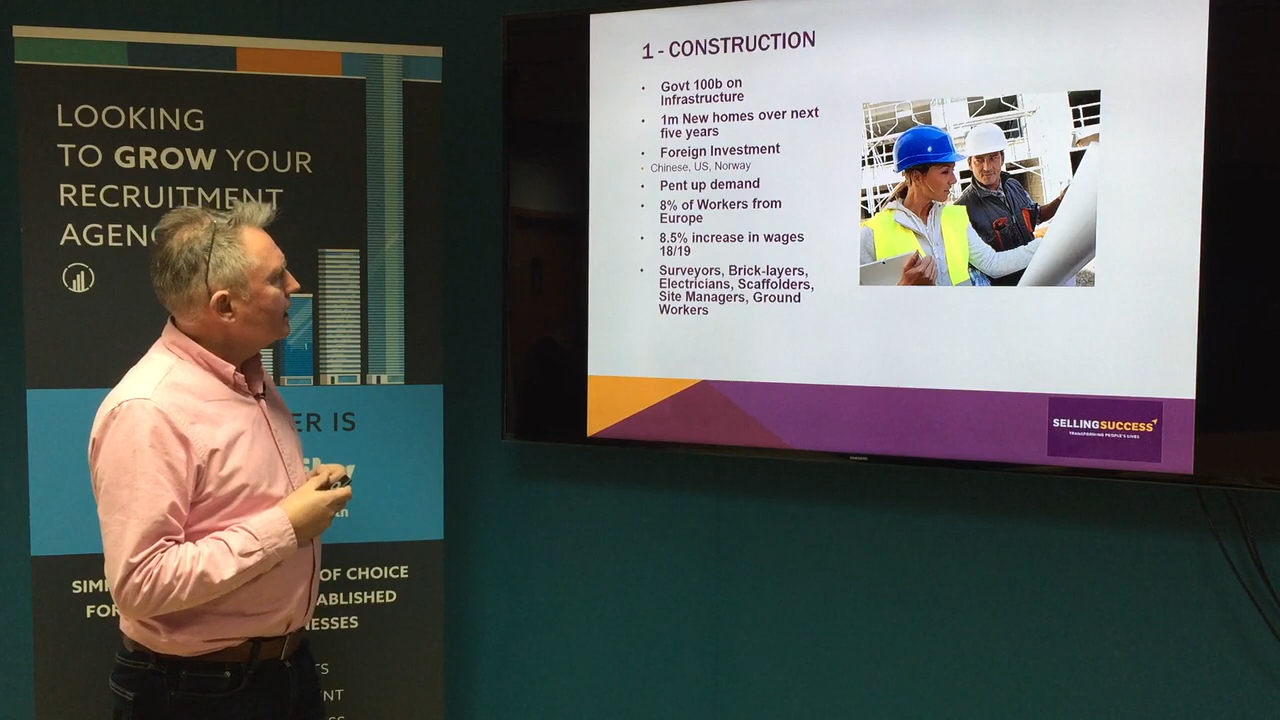 LOOKING
TO GROW YOUR
RECRUITMENT
ER IS
OF CHOICE
FOR
ABLISHED
NESSES
1 - CONSTRUCTION
• Govt 100b on
Infrastructure
• 1m New homes over next
five years
• Foreign Investment
• Chinese, US, Norway
• Pent up demand
• 8% of Workers from
Europe
• 8.5% increase in wages
18/19
• Surveyors, Brick-layers,
Electricians, Scaffolders,
Site Managers, Ground
Workers
SELLINGSUCCESS
TRANSFORMING PEOPLE'S LIVES
SAMSUNG